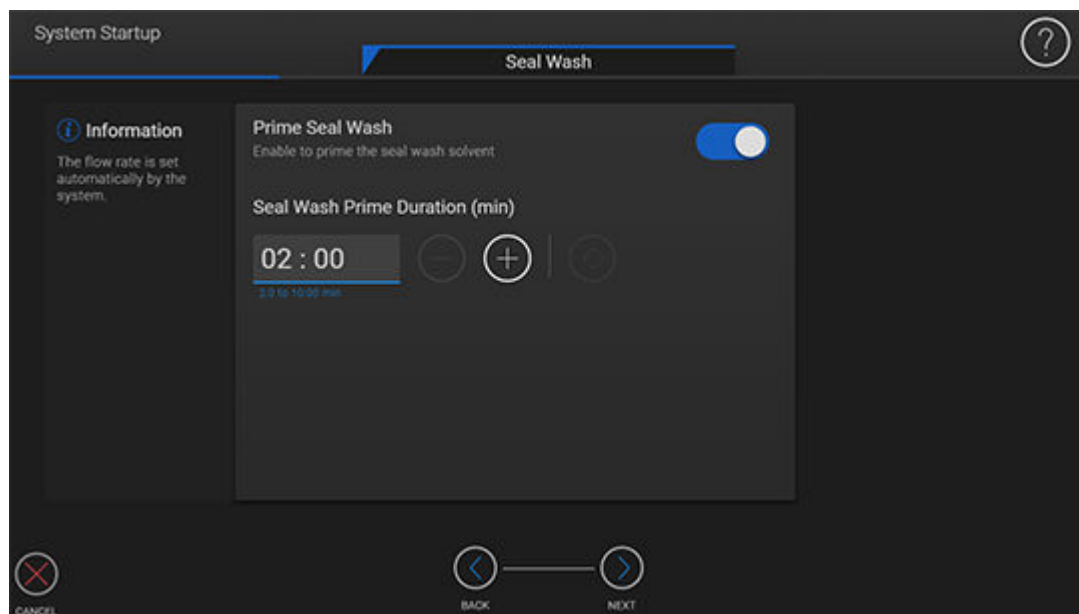 System Startup
?
Seal Wash
i Information
The flow rate is set
automatically by the
system.
Prime Seal Wash
Enable to prime the seal wash solvent
Seal Wash Prime Duration (min)
02 : 00
2.0 to 10:00 min
BACK
NEXT
CANCEL